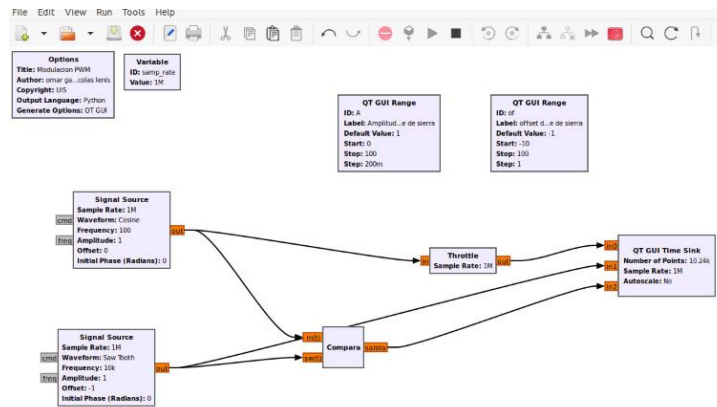 File Edit View Run Tools Help
Options
Title: Modulacion PWM
Author: omar ga...colas lenis
Copyright: UIS
Output Language: Python
Generate Options: QT GUI
Variable
ID: samp_rate
Value: 1M
QT GUI Range
ID: A
Label: Amplitud...e de sierra
Default Value: 1
Start: 0
Stop: 100
Step: 200m
QT GUI Range
ID: of
Label: offset d...e de sierra
Default Value: -1
Start: -10
Stop: 100
Step: 1
Signal Source
Sample Rate: 1M
Waveform: Cosine
Frequency: 100
Amplitude: 1
Offset: 0
Initial Phase (Radians): 0
cmd
freq
out
in
Throttle
Sample Rate: 1M
out
in0
in1
in2
QT GUI Time Sink
Number of Points: 10.24k
Sample Rate: 1M
Autoscale: No
Signal Source
Sample Rate: 1M
Waveform: Saw Tooth
Frequency: 10k
Amplitude: 1
Offset: -1
Initial Phase (Radians): 0
cmd
freq
out
m(t)
sw(t)
Compara
salida